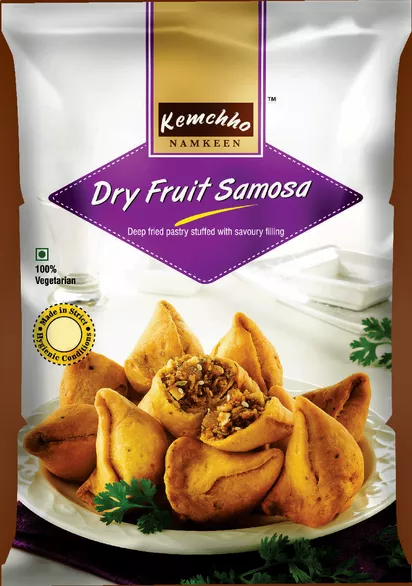 Kemchho
™
NAMKEEN
Dry Fruit Samosa
Deep fried pastry stuffed with savoury filling
100%
Vegetarian
Made in Strict
Hygienic Conditions